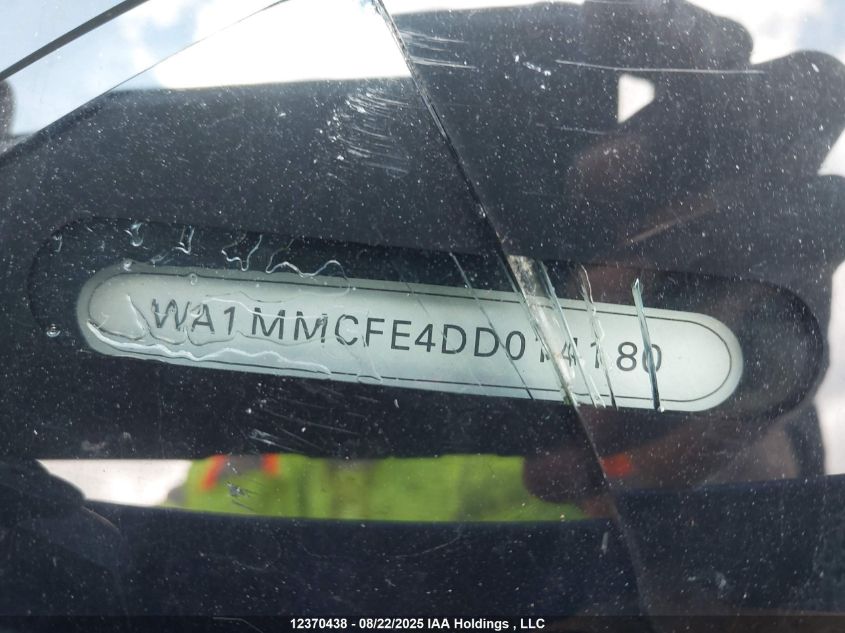 WA1MMCFE4DD014180
12370438 - 08/22/2025 IAA Holdings , LLC